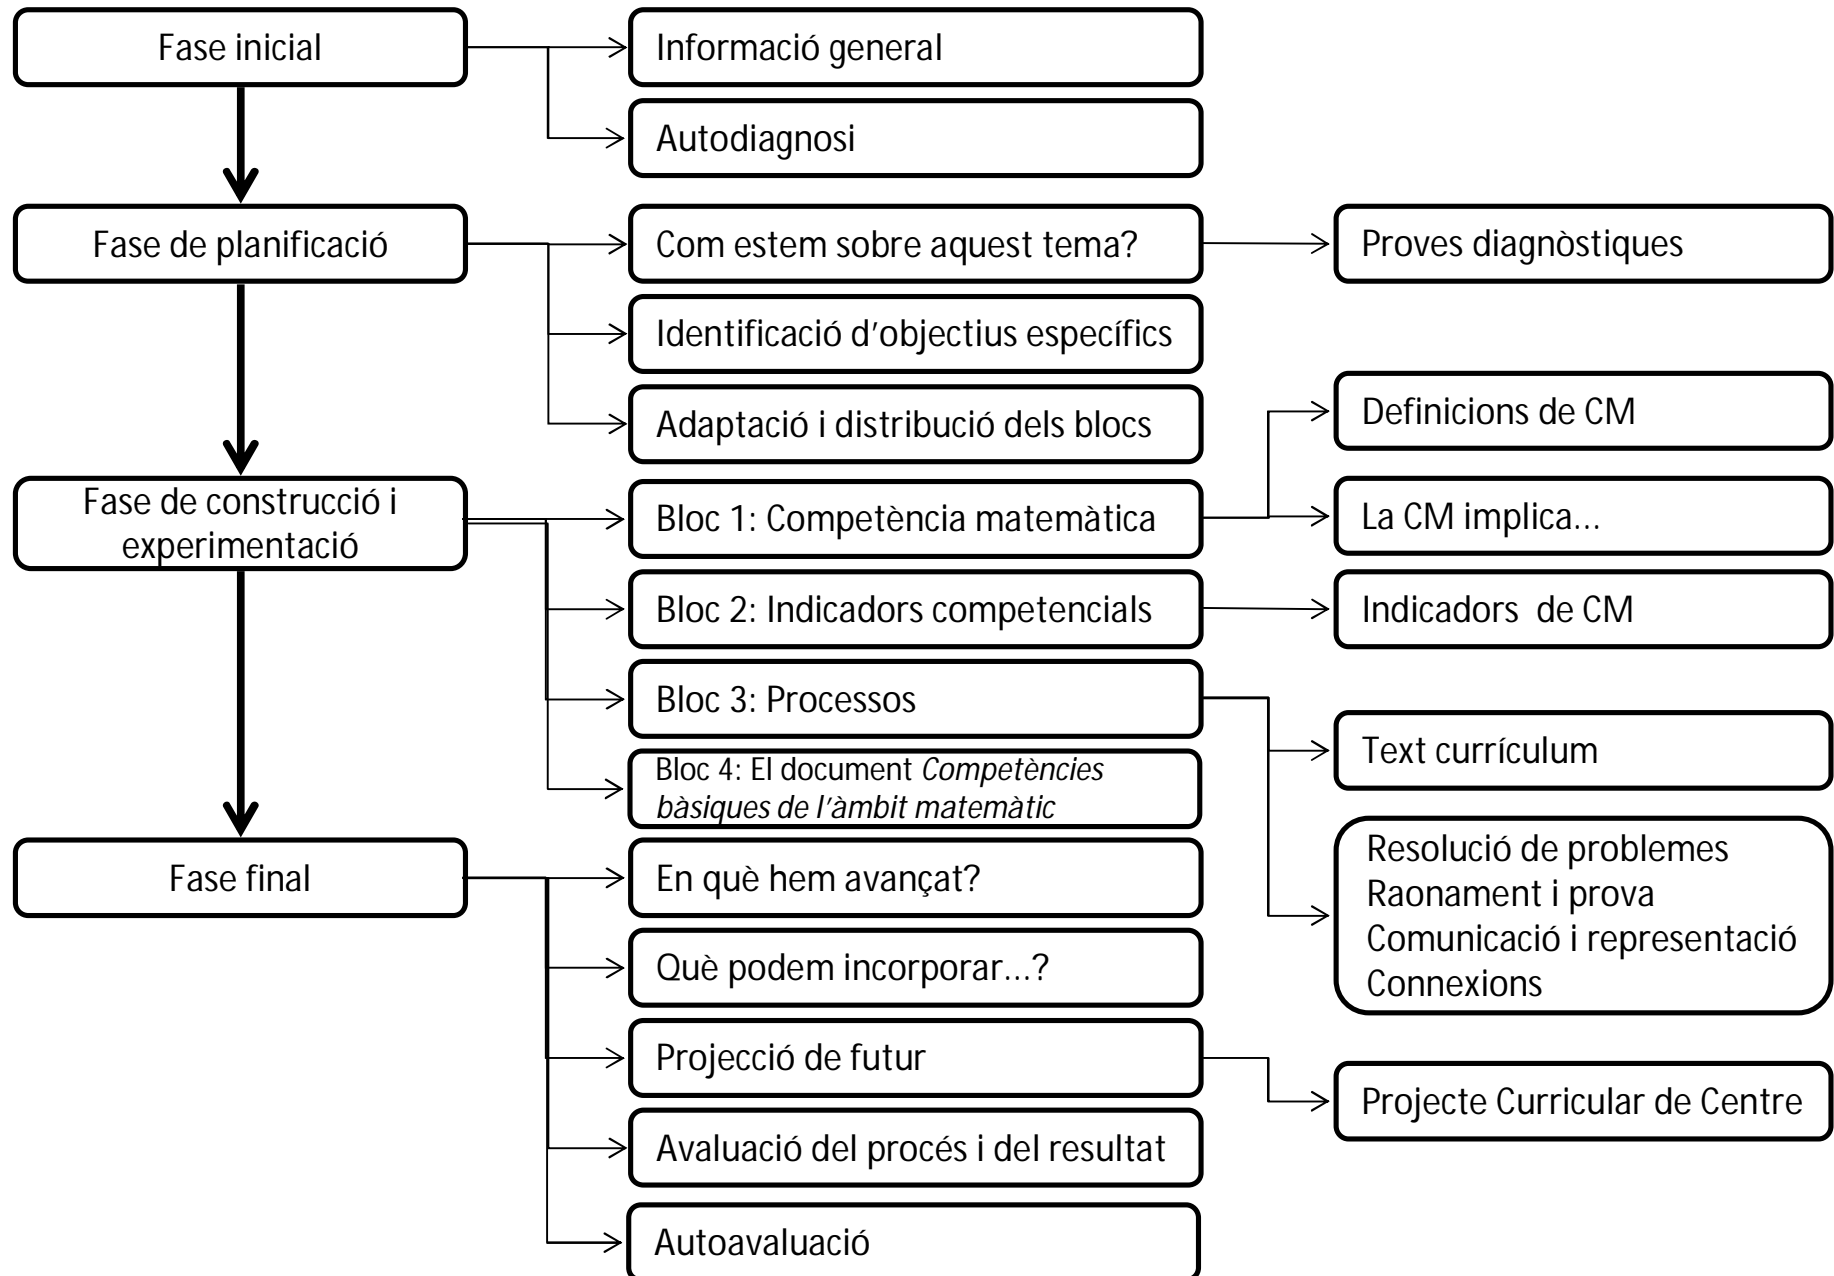 Fase inicial
Informació general
Autodiagnosi
Fase de planificació
Com estem sobre aquest tema?
Proves diagnòstiques
Identificació d'objectius específics
Adaptació i distribució dels blocs
Definicions de CM
Fase de construcció i
experimentació
Bloc 1: Competència matemàtica
La CM implica...
Bloc 2: Indicadors competencials
Indicadors  de CM
Bloc 3: Processos
Text currículum
Bloc 4: El document Competències
bàsiques de l'àmbit matemàtic
Resolució de problemes
Raonament i prova
Comunicació i representació
Connexions
Fase final
En què hem avançat?
Què podem incorporar...?
Projecció de futur
Projecte Curricular de Centre
Avaluació del procés i del resultat
Autoavaluació